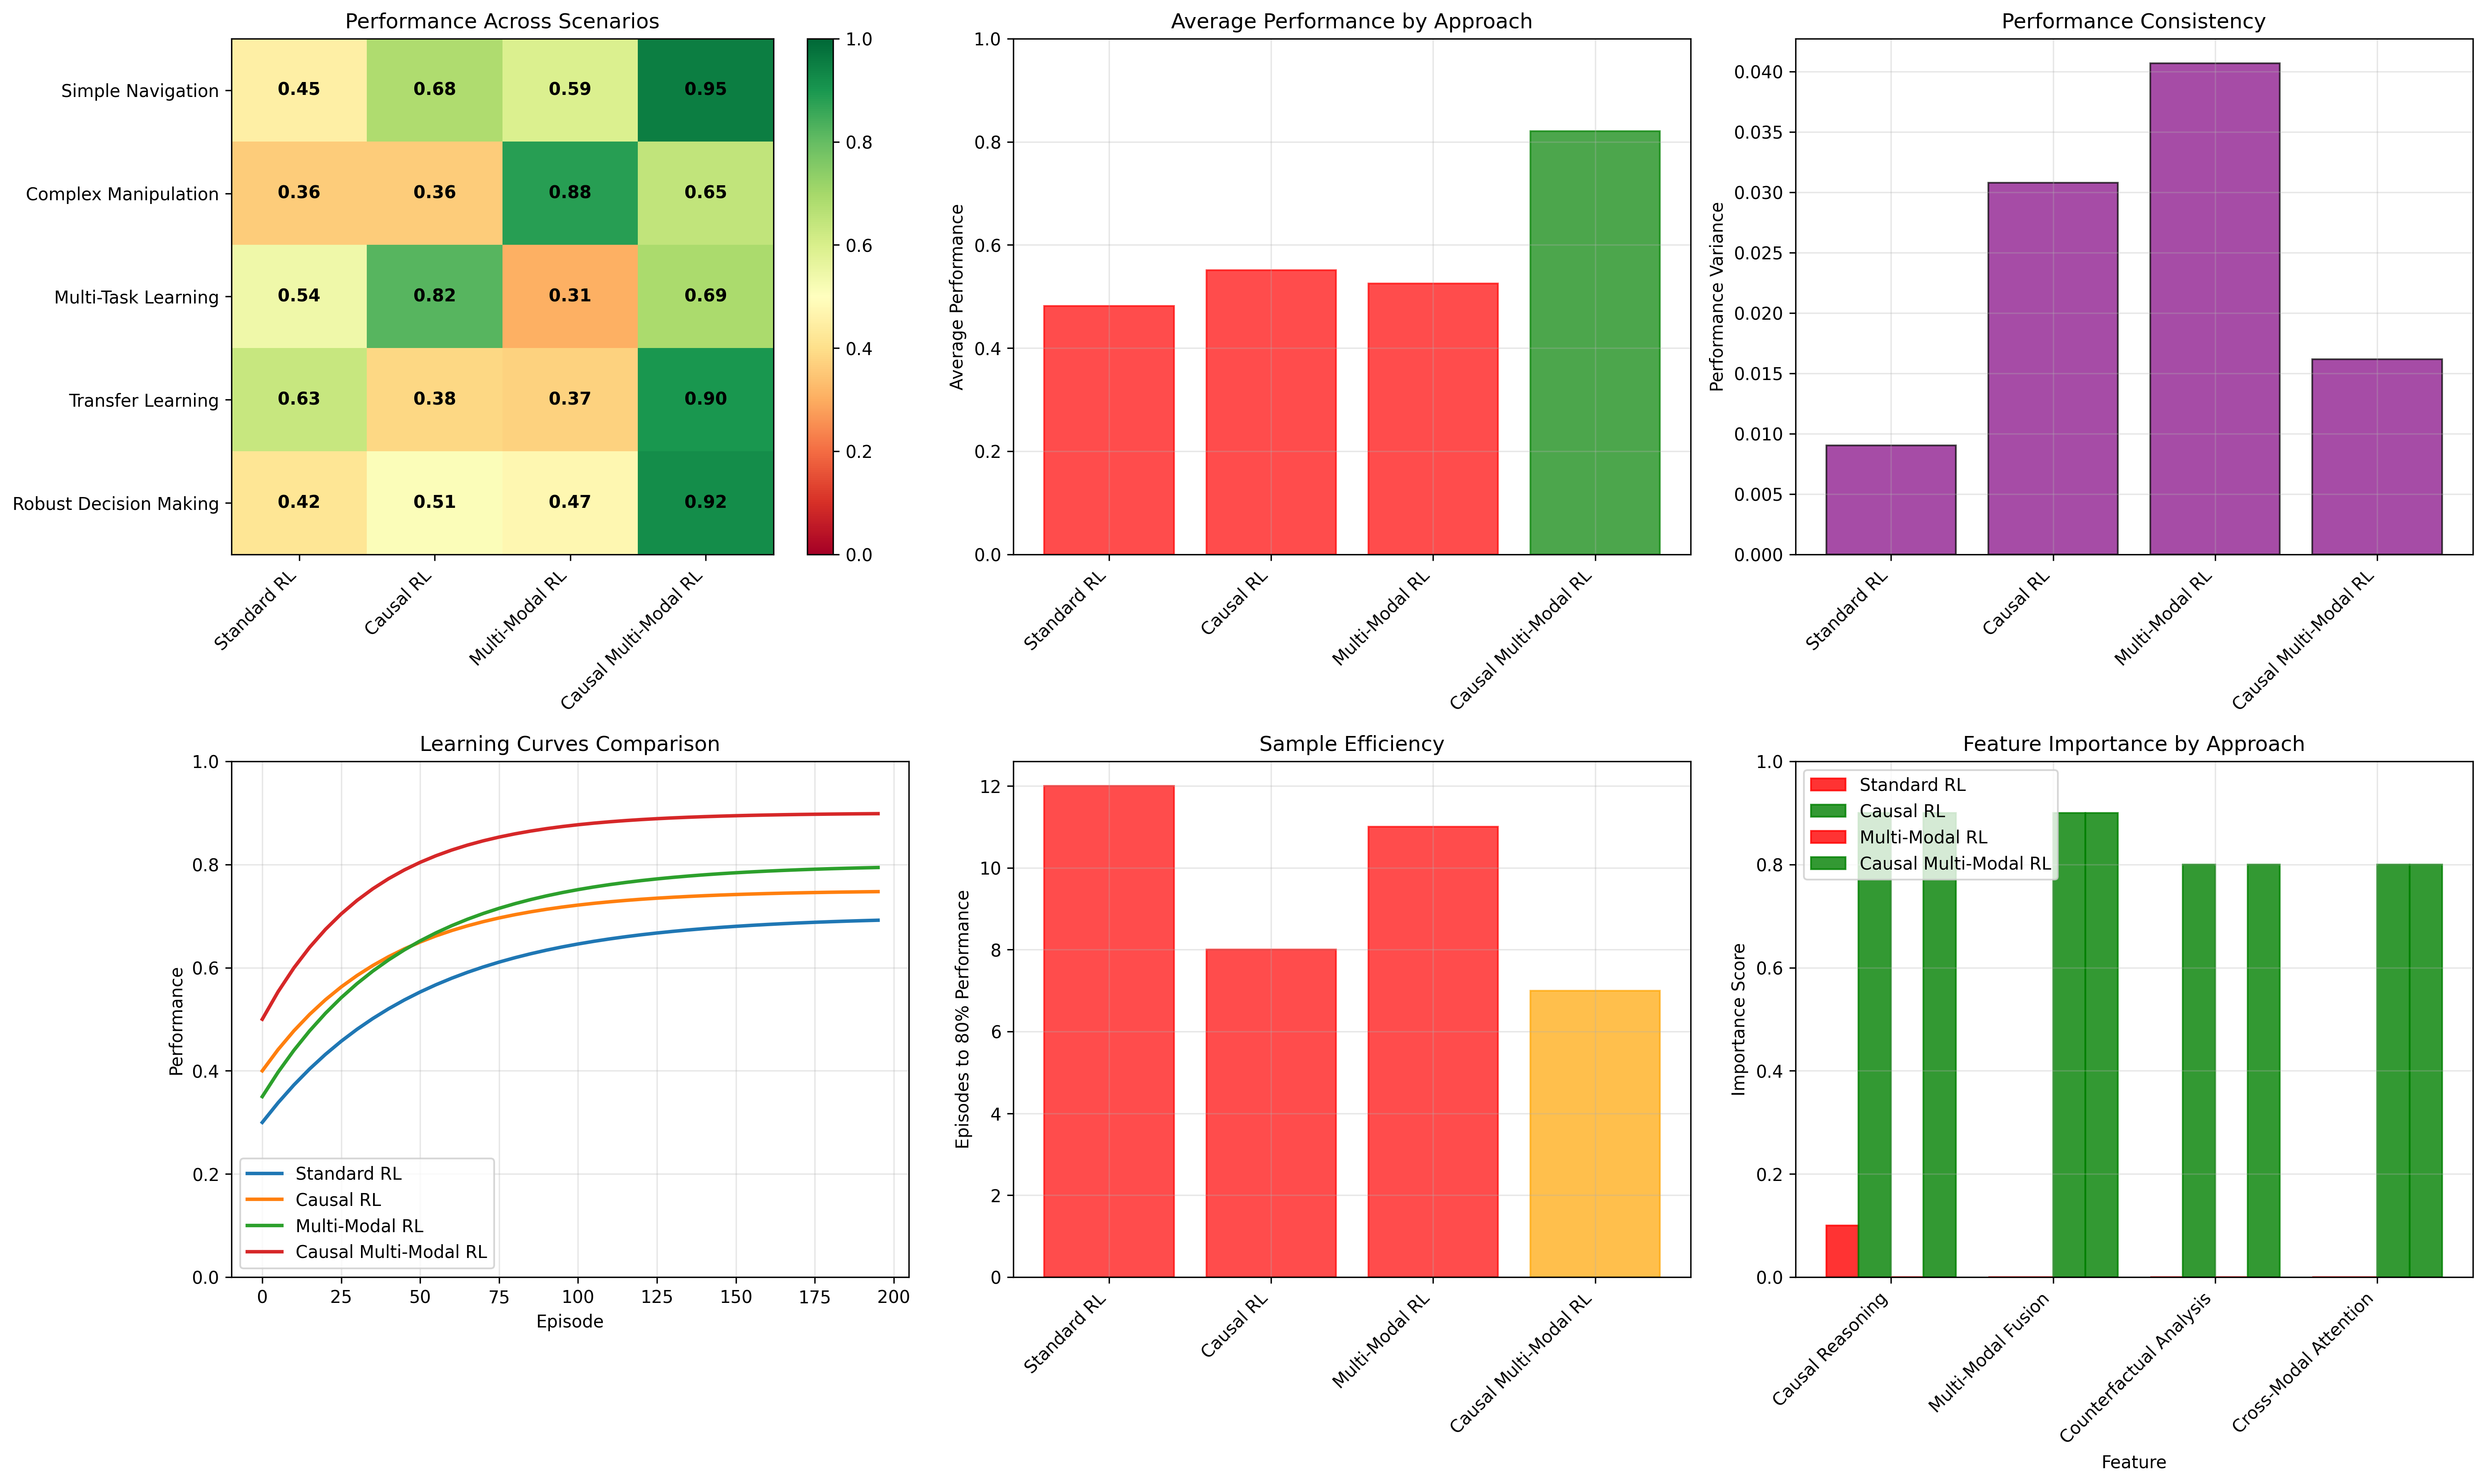 Performance Across Scenarios
Simple Navigation
Complex Manipulation
Multi-Task Learning
Transfer Learning
Robust Decision Making
0.45 0.68 0.59 0.95
0.36 0.36 0.88 0.65
0.54 0.82 0.31 0.69
0.63 0.38 0.37 0.90
0.42 0.51 0.47 0.92
1.0
0.8
0.6
0.4
0.2
0.0
Standard RL
Causal RL
Multi-Modal RL
Causal Multi-Modal RL
Average Performance by Approach
Average Performance
1.0
0.8
0.6
0.4
0.2
0.0
Standard RL
Causal RL
Multi-Modal RL
Causal Multi-Modal RL
Performance Consistency
Performance Variance
0.040
0.035
0.030
0.025
0.020
0.015
0.010
0.005
0.000
Standard RL
Causal RL
Multi-Modal RL
Causal Multi-Modal RL
Learning Curves Comparison
Performance
1.0
0.8
0.6
0.4
0.2
0.0
Standard RL
Causal RL
Multi-Modal RL
Causal Multi-Modal RL
0 25 50 75 100 125 150 175 200
Episode
Sample Efficiency
Episodes to 80% Performance
12
10
8
6
4
2
0
Standard RL
Causal RL
Multi-Modal RL
Causal Multi-Modal RL
Feature Importance by Approach
Importance Score
1.0
0.8
0.6
0.4
0.2
0.0
Standard RL
Causal RL
Multi-Modal RL
Causal Multi-Modal RL
Causal Reasoning
Multi-Modal Fusion
Counterfactual Analysis
Cross-Modal Attention
Feature